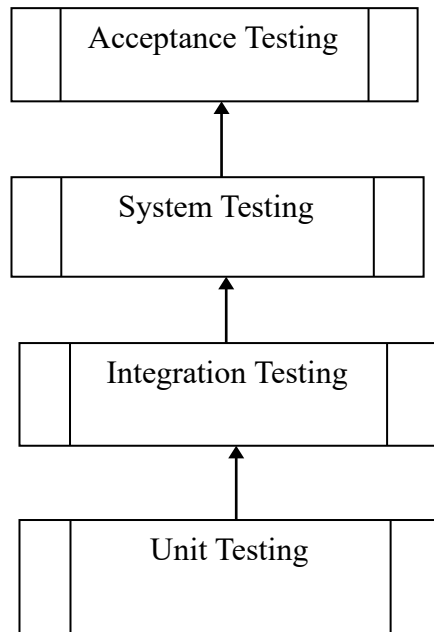 Acceptance Testing
System Testing
Integration Testing
Unit Testing